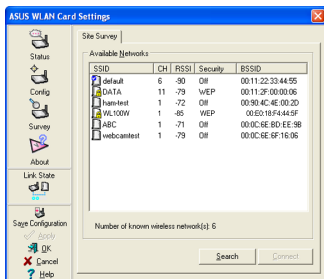 ASUS WLAN Card Settings
Status
Config
Survey
About
Link State
Save Configuration
Apply
OK
Cancel
Help
Site Survey
Available Networks
SSID CH RSSI Security BSSID
default 6 -90 Off 00:11:22:33:44:55
DATA 11 -79 WEP 00:11:2F:00:00:06
ham-test 1 -72 Off 00:90:4C:4E:00:2D
WL100W 1 -85 WEP 00:E0:18:F4:44:5F
ABC 1 -71 Off 00:0C:6E:BD:EE:9B
webcamtest 1 -79 Off 00:0C:6E:6F:16:06
Number of known wireless network(s): 6
Search Connect